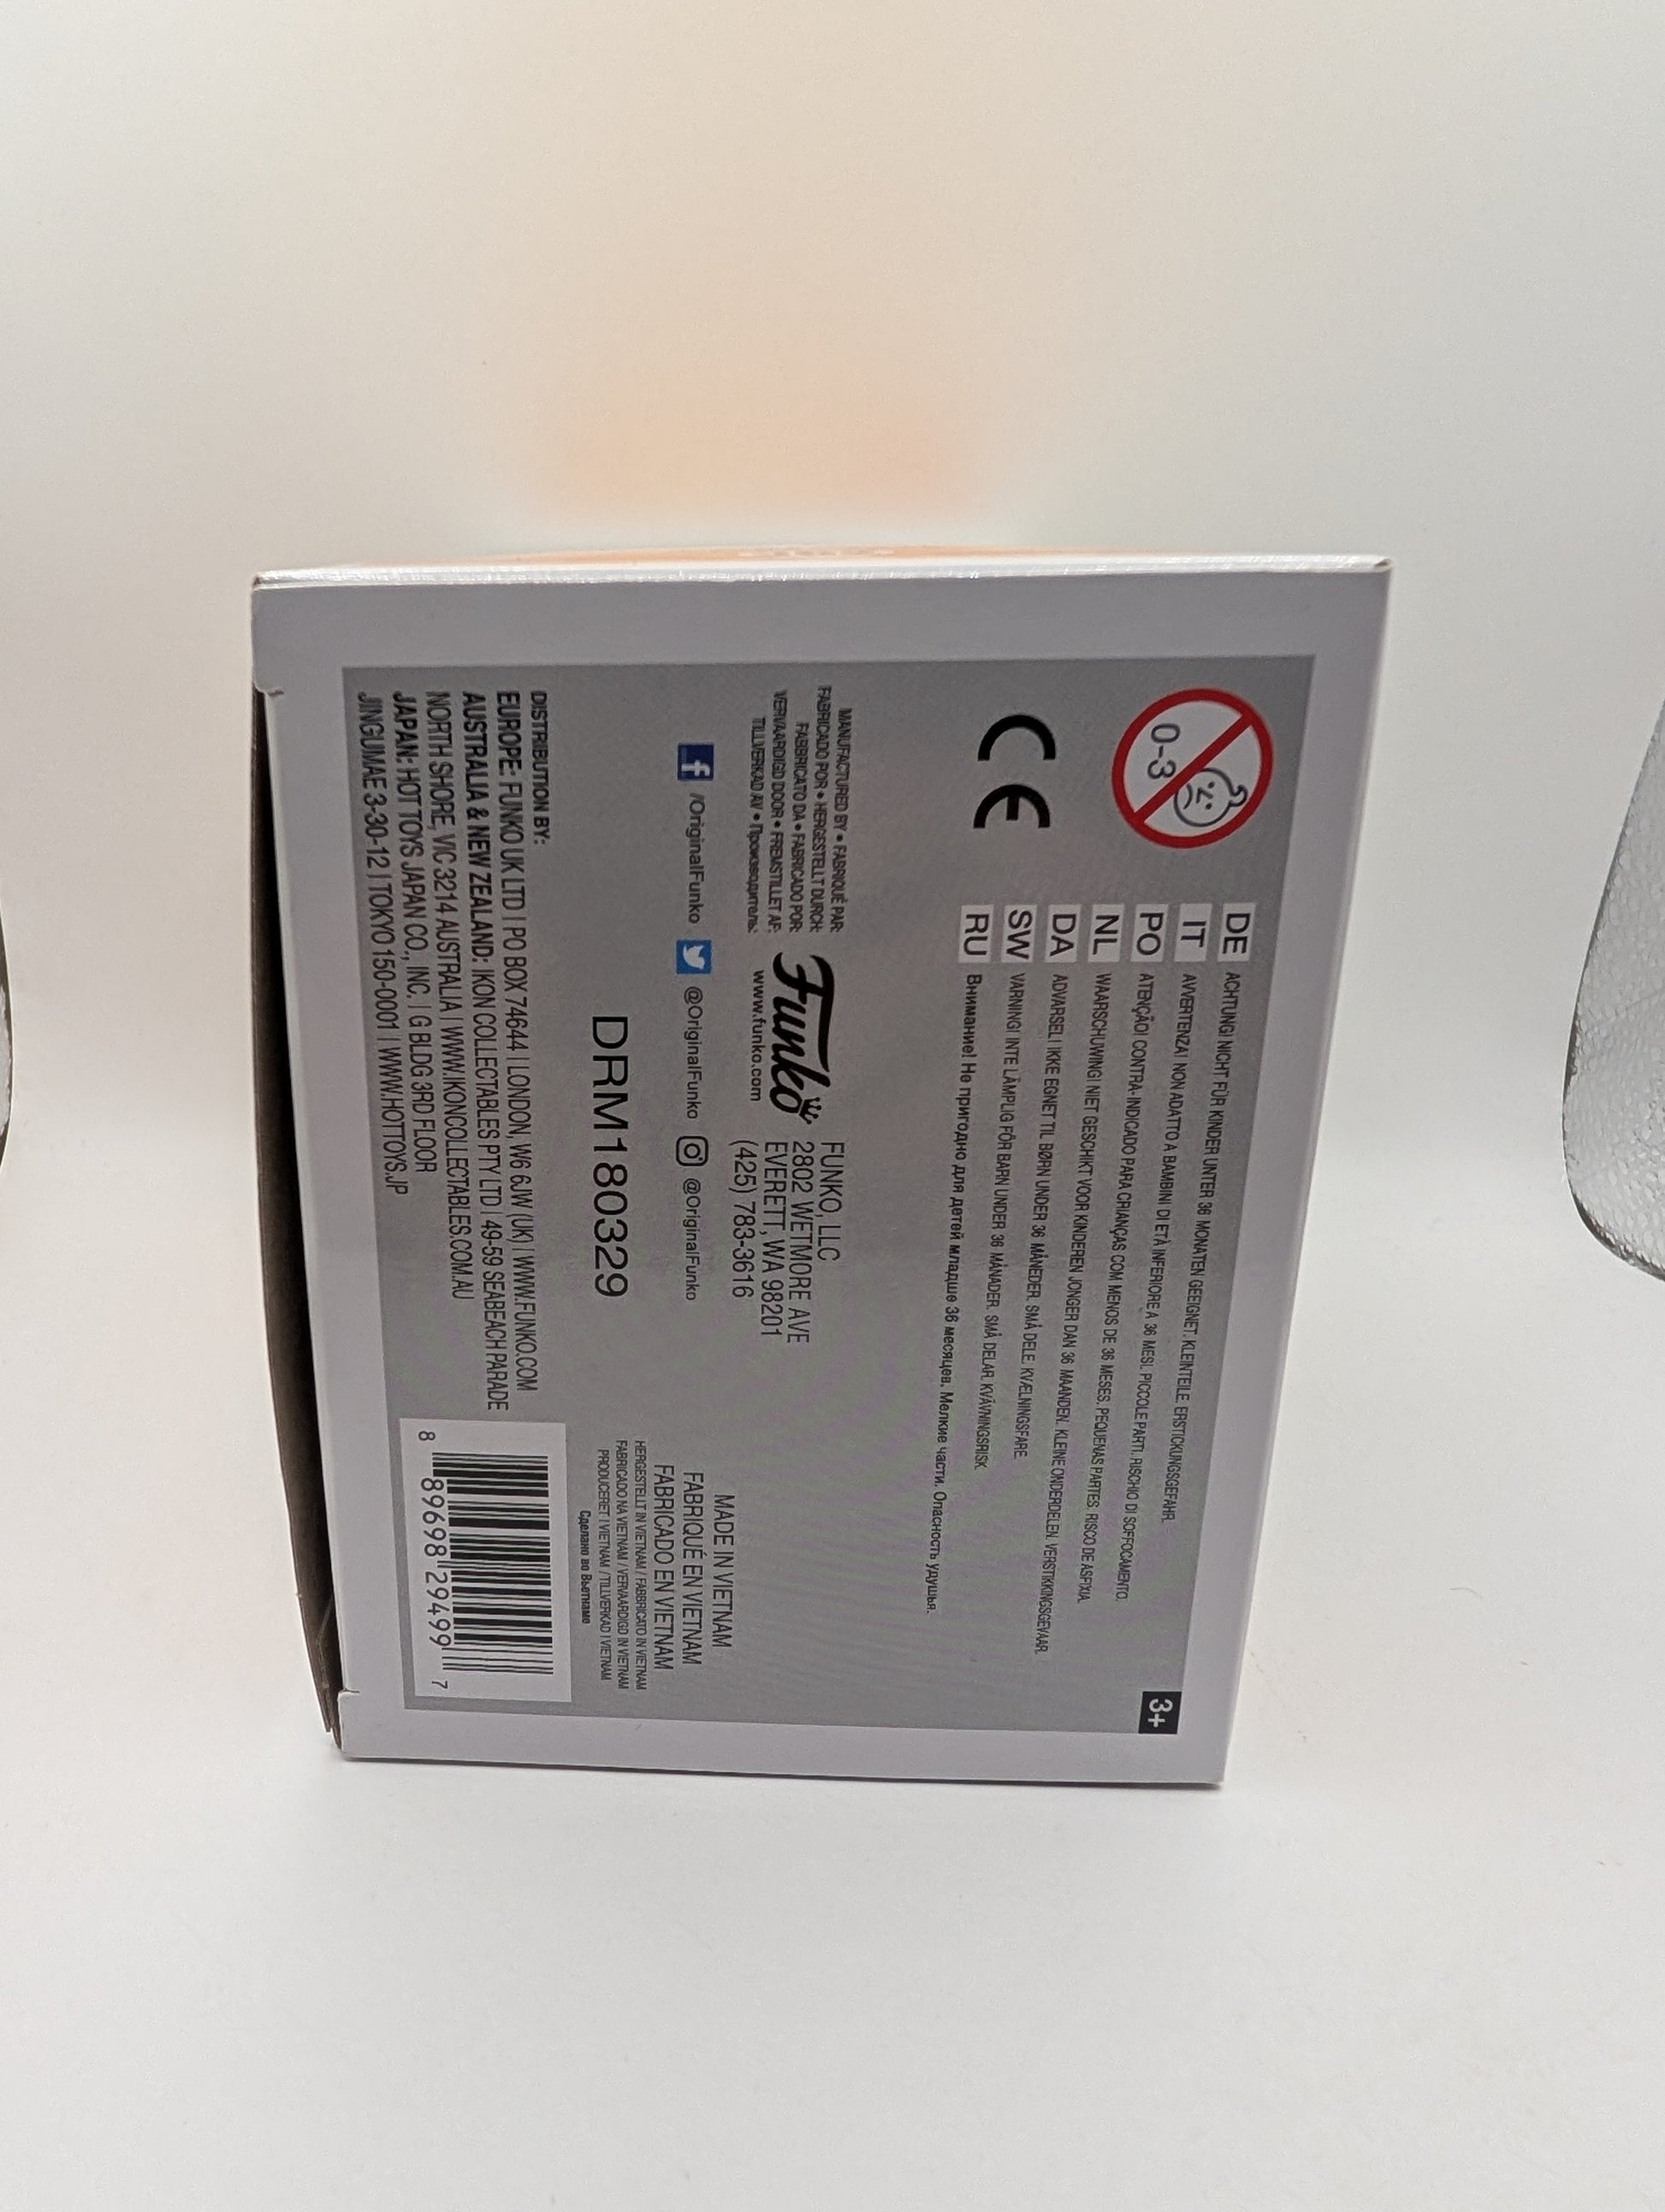 0-3
DE ACHTUNG! NICHT FÜR KINDER UNTER 36 MONATEN GEEIGNET. KLEINTEILE. ERSTICKUNGSGEFAHR.
IT AVVERTENZA! NON ADATTO A BAMBINI DI ETÀ INFERIORE A 36 MESI. PICCOLE PARTI. RISCHIO DI SOFFOCAMENTO.
PO ATENÇÃO! CONTRA-INDICADO PARA CRIANÇAS COM MENOS DE 36 MESES. PEQUENAS PARTES. RISCO DE ASFIXIA.
NL WAARSCHUWING! NIET GESCHIKT VOOR KINDEREN JONGER DAN 36 MAANDEN. KLEINE ONDERDELEN. VERSTIKKINGSGEVAAR.
DA ADVARSEL! IKKE EGNET TIL BØRN UNDER 36 MÅNEDER. SMÅ DELE. KVÆLNINGSFARE.
SW VARNING! INTE LÄMPLIG FÖR BARN UNDER 36 MÅNADER. SMÅ DELAR. KVÄVNINGSRISK.
RU Внимание! Не пригодно для детей младше 36 месяцев. Мелкие части. Опасность удушья.
3+
CE
MANUFACTURED BY • FABRIQUÉ PAR:
FABRICADO POR • HERGESTELLT DURCH:
FABBRICATO DA • FABRICADO POR:
VERVAARDIGD DOOR • FREMSTILLET AF:
TILLVERKAD AV • Производитель:
Funko
www.funko.com
FUNKO, LLC
2802 WETMORE AVE
EVERETT, WA 98201
(425) 783-3616
/OriginalFunko @OriginalFunko @OriginalFunko
DRM180329
MADE IN VIETNAM
FABRIQUÉ EN VIETNAM
FABRICADO EN VIETNAM
HERGESTELLT IN VIETNAM / FABBRICATO IN VIETNAM
FABRICADO NA VIETNAM / VERVAARDIGD IN VIETNAM
PRODUCERET I VIETNAM / TILLVERKAD I VIETNAM
Сделано во Вьетнаме
DISTRIBUTION BY:
EUROPE: FUNKO UK LTD | PO BOX 74644 | LONDON, W6 6JW (UK) | WWW.FUNKO.COM
AUSTRALIA & NEW ZEALAND: IKON COLLECTABLES PTY LTD | 49-59 SEABEACH PARADE
NORTH SHORE, VIC 3214 AUSTRALIA | WWW.IKONCOLLECTABLES.COM.AU
JAPAN: HOT TOYS JAPAN CO., INC. | G BLDG 3RD FLOOR
JINGUMAE 3-30-12 | TOKYO 150-0001 | WWW.HOTTOYS.JP
8 89698 29499 7